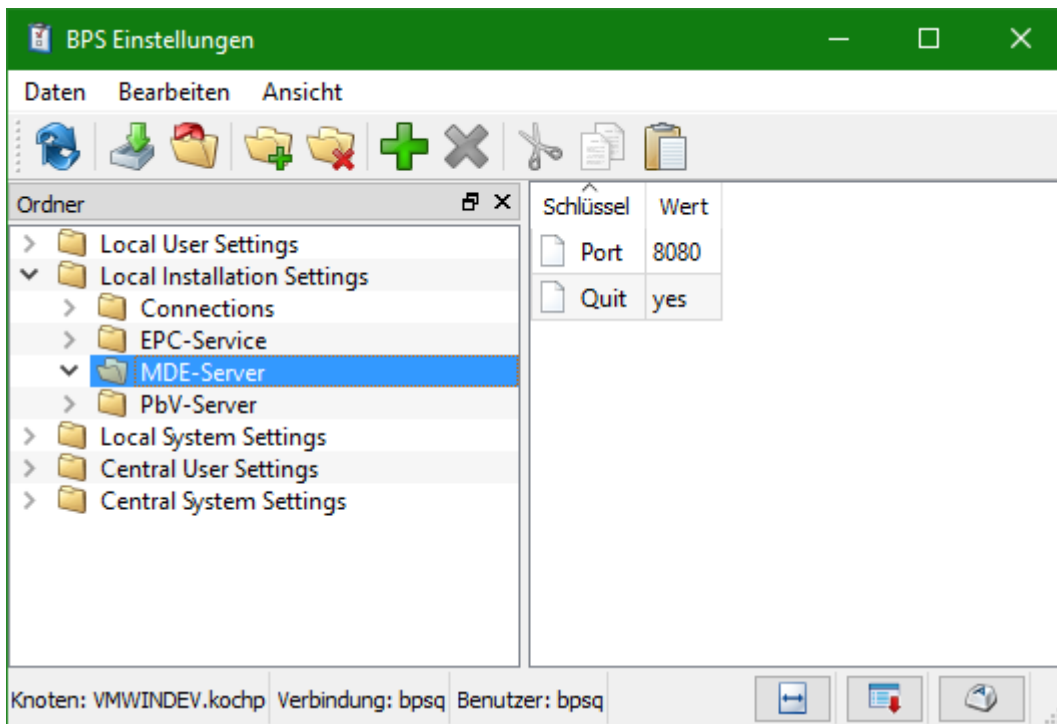 BPS Einstellungen
Daten Bearbeiten Ansicht
Ordner
Local User Settings
Local Installation Settings
Connections
EPC-Service
MDE-Server
PbV-Server
Local System Settings
Central User Settings
Central System Settings
Schlüssel Wert
Port 8080
Quit yes
Knoten: VMWINDEV.kochp Verbindung: bpsq Benutzer: bpsq